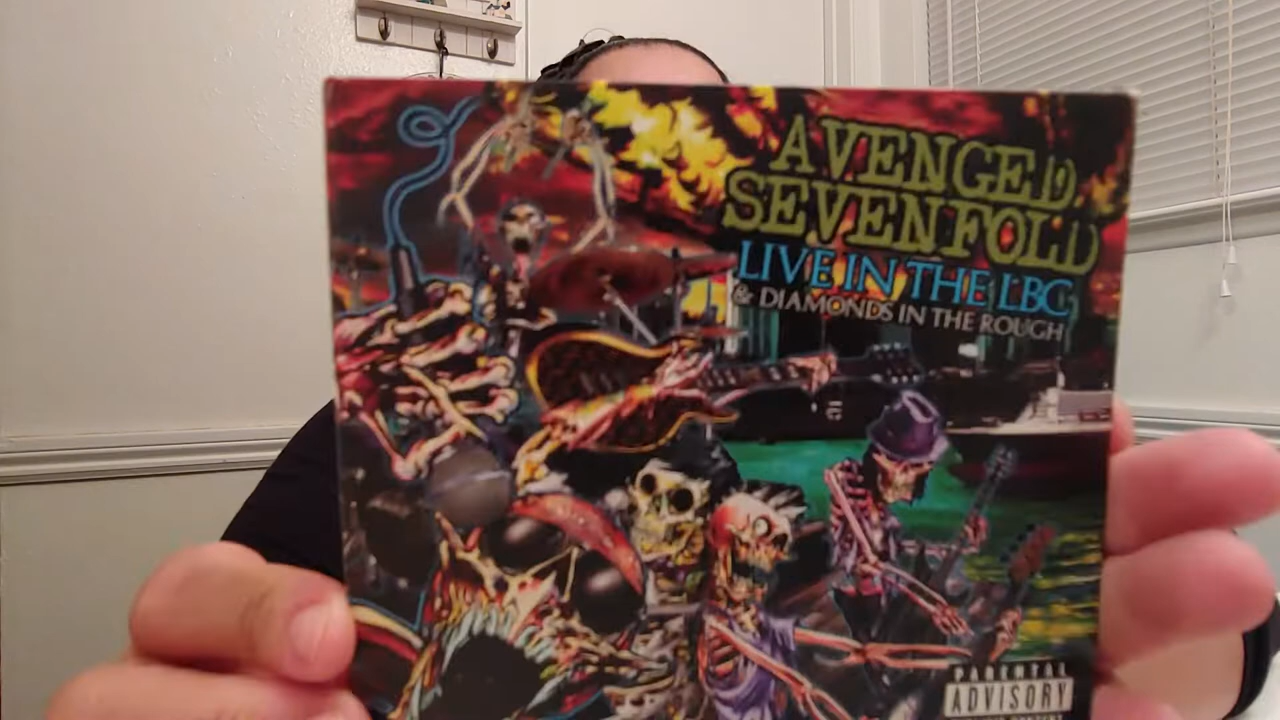 AVENGED
SEVENFOLD
LIVE IN THE LBC
& DIAMONDS IN THE ROUGH
PARENTAL
ADVISORY